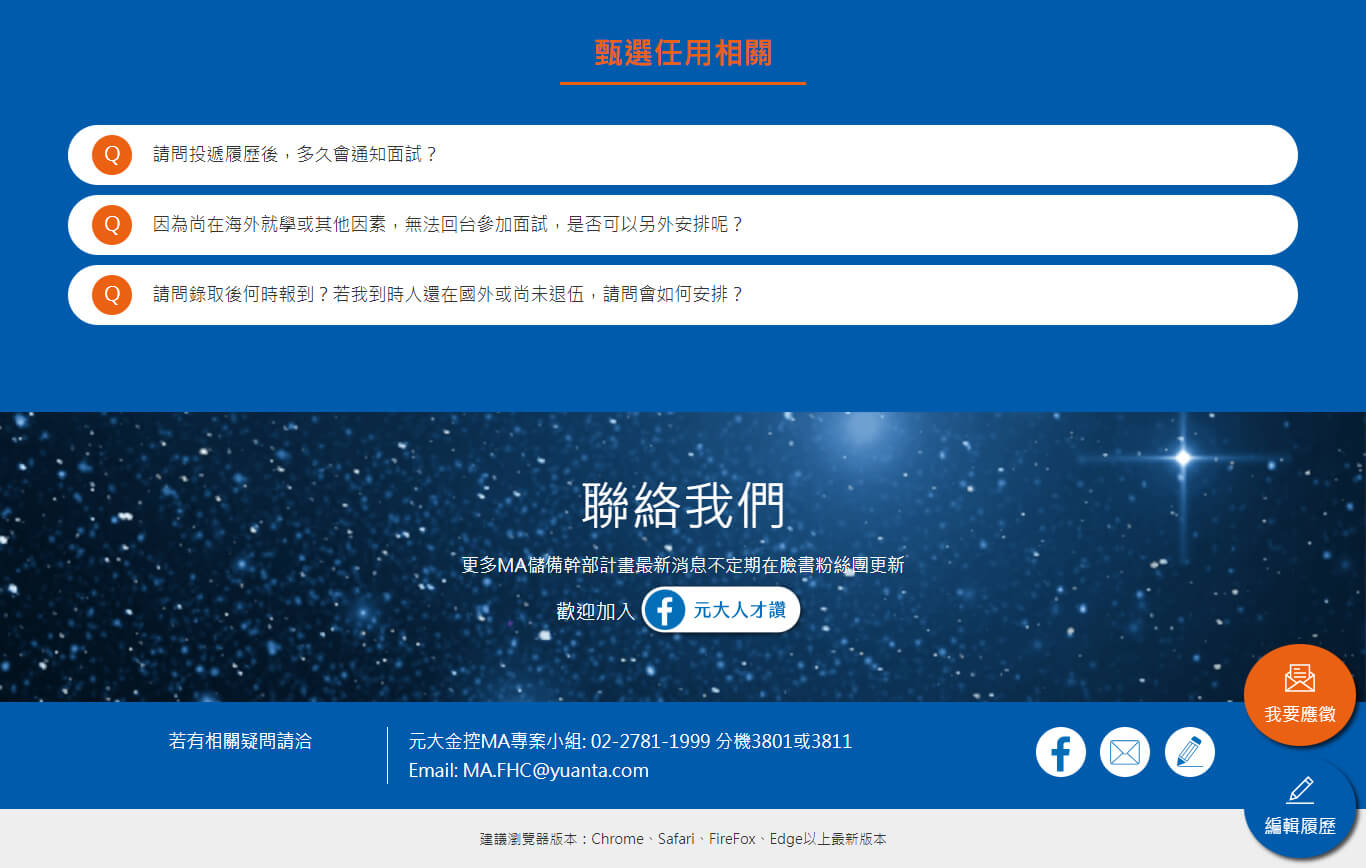 甄選任用相關
Q 請問投遞履歷後，多久會通知面試？
Q 因為尚在海外就學或其他因素，無法回台參加面試，是否可以另外安排呢？
Q 請問錄取後何時報到？若我到時人還在國外或尚未退伍，請問會如何安排？
聯絡我們
更多MA儲備幹部計畫最新消息不定期在臉書粉絲團更新
歡迎加入 元大人才讚
我要應徵
若有相關疑問請洽
元大金控MA專案小組: 02-2781-1999 分機3801或3811
Email: MA.FHC@yuanta.com
編輯履歷
建議瀏覽器版本：Chrome、Safari、FireFox、Edge以上最新版本